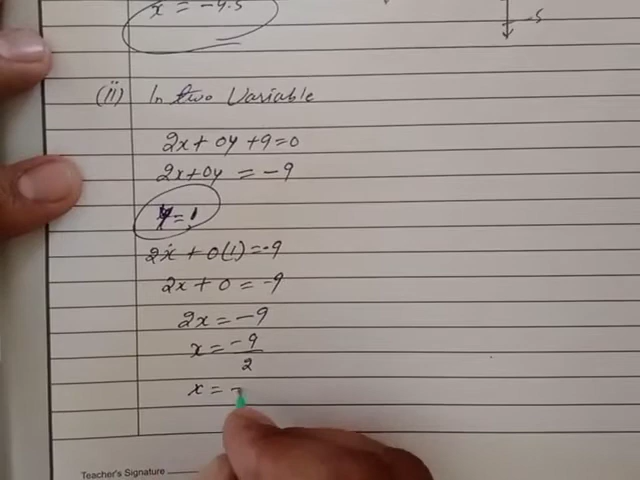 x = -4.5
-5
(ii) In two Variable
2x + 0y + 9 = 0
2x + 0y = -9
y = 1
2x + 0(1) = -9
2x + 0 = -9
2x = -9
x = -9/2
x = -
Teacher's Signature